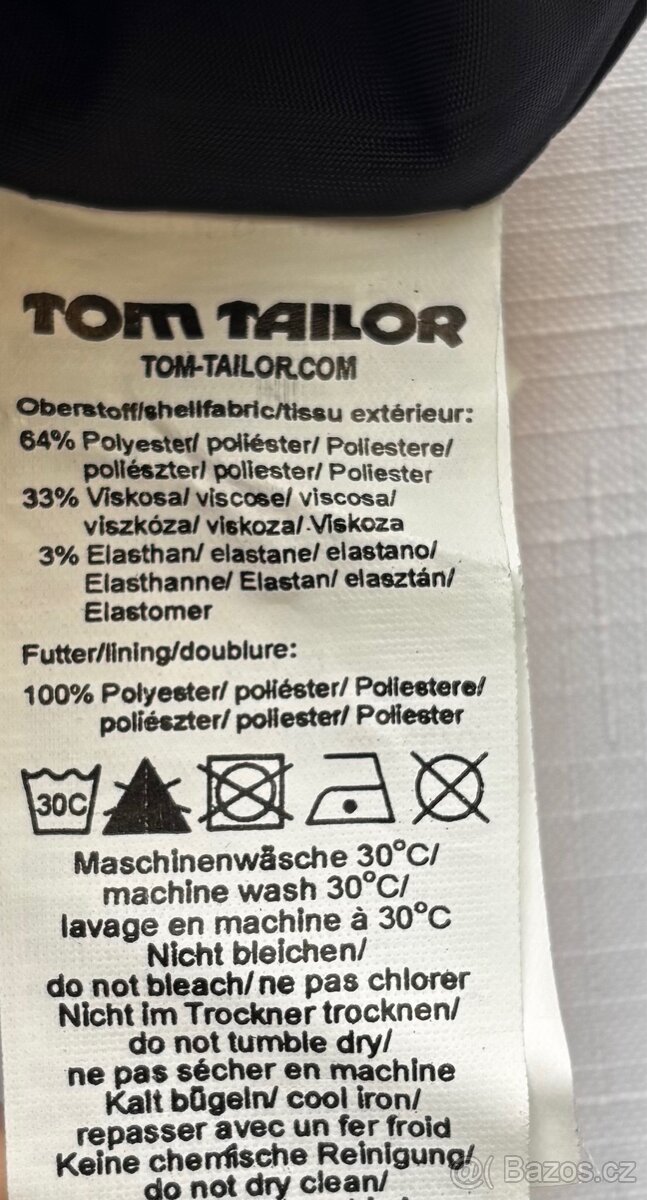 TOM TAILOR
TOM-TAILOR.COM
Oberstoff/shellfabric/tissu extérieur:
64% Polyester/ poliéster/ Poliestere/
poliészter/ poliester/ Poliester
33% Viskosa/ viscose/ viscosa/
viszkóza/ viskoza/ Viskoza
3% Elasthan/ elastane/ elastano/
Elasthanne/ Elastan/ elasztán/
Elastomer
Futter/lining/doublure:
100% Polyester/ poliéster/ Poliestere/
poliészter/ poliester/ Poliester
30C
Maschinenwäsche 30°C/
machine wash 30°C/
lavage en machine à 30°C
Nicht bleichen/
do not bleach/ ne pas chlorer
Nicht im Trockner trocknen/
do not tumble dry/
ne pas sécher en machine
Kalt bügeln/ cool iron/
repasser avec un fer froid
Keine chemische Reinigung/
do not dry clean/
Bazos.cz